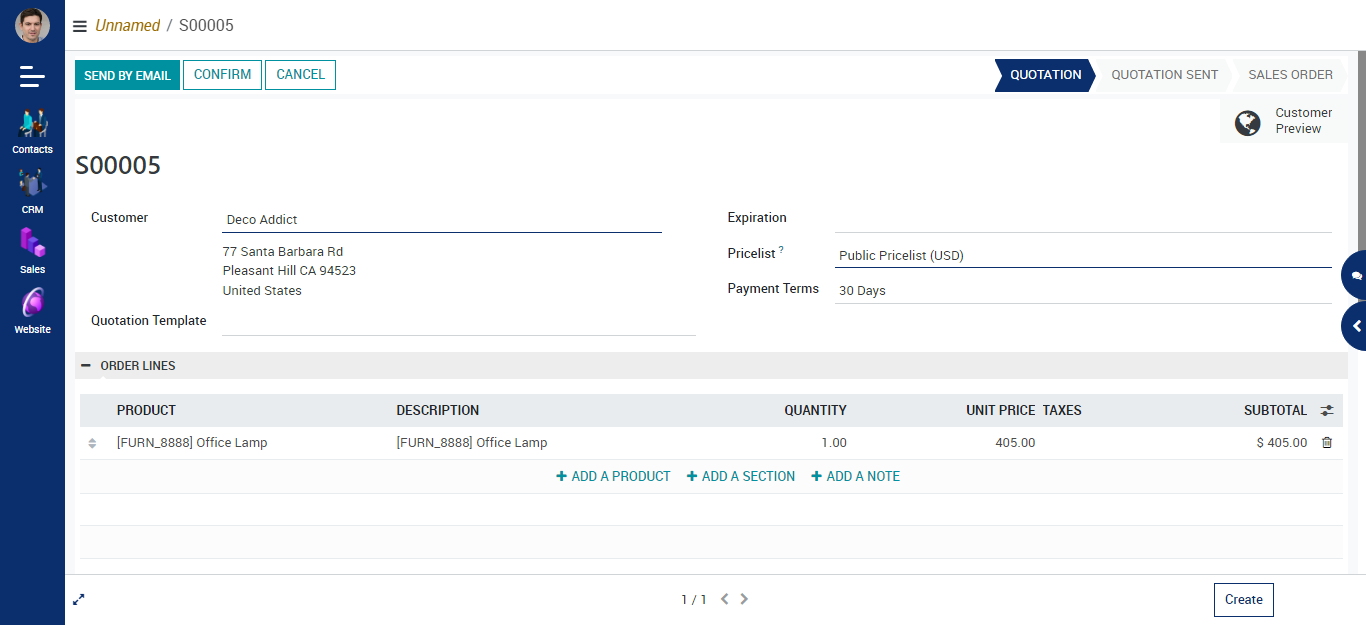 Unnamed / S00005
SEND BY EMAIL CONFIRM CANCEL
QUOTATION QUOTATION SENT SALES ORDER
Customer Preview
Contacts
CRM
Sales
Website
S00005
Customer Deco Addict
77 Santa Barbara Rd
Pleasant Hill CA 94523
United States
Quotation Template
Expiration
Pricelist ? Public Pricelist (USD)
Payment Terms 30 Days
ORDER LINES
PRODUCT DESCRIPTION QUANTITY UNIT PRICE TAXES SUBTOTAL
[FURN_8888] Office Lamp [FURN_8888] Office Lamp 1.00 405.00 $ 405.00
ADD A PRODUCT ADD A SECTION ADD A NOTE
1 / 1
Create